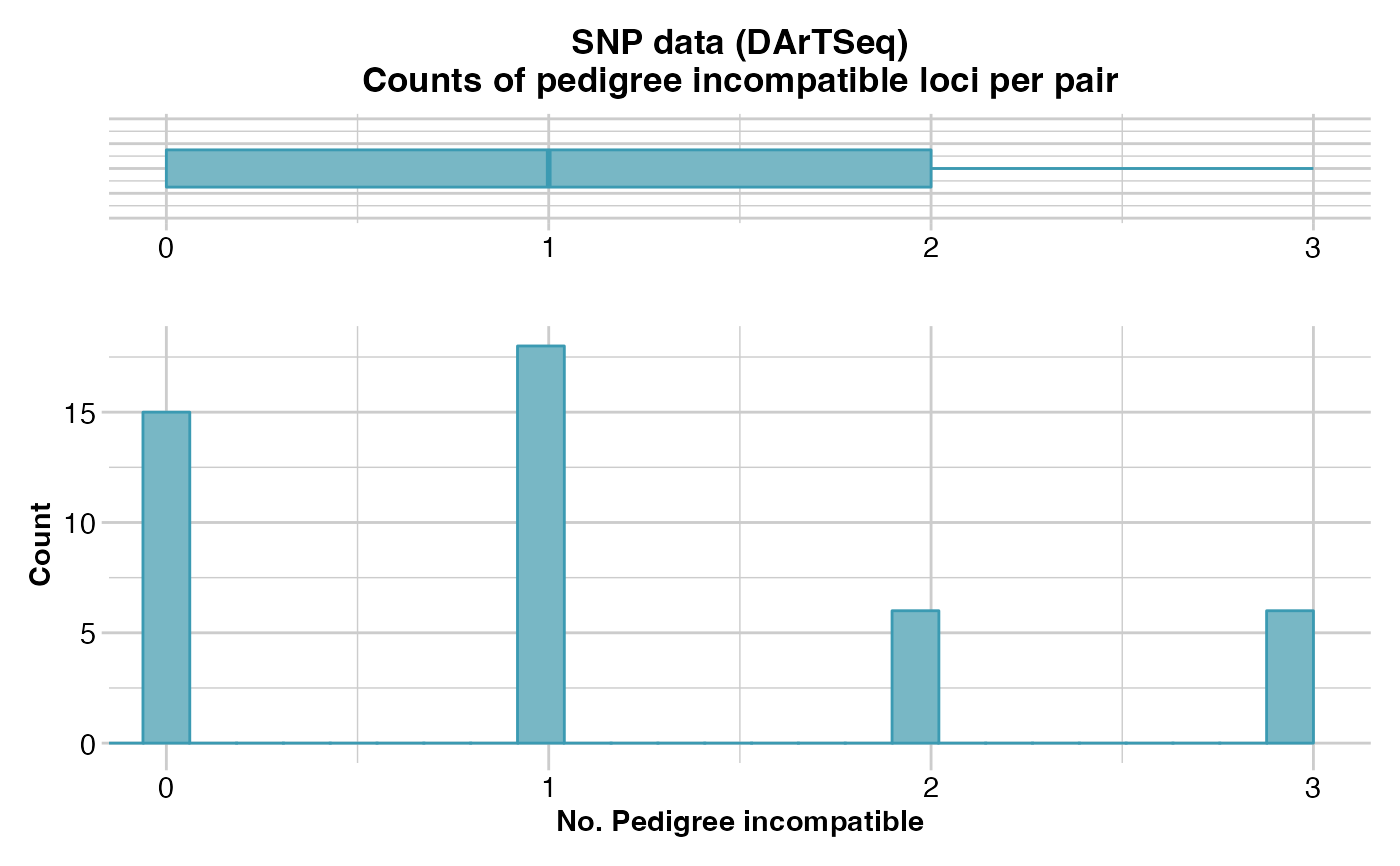 SNP data (DArTSeq)
Counts of pedigree incompatible loci per pair
0 1 2 3
15
10
5
0
Count
0 1 2 3
No. Pedigree incompatible